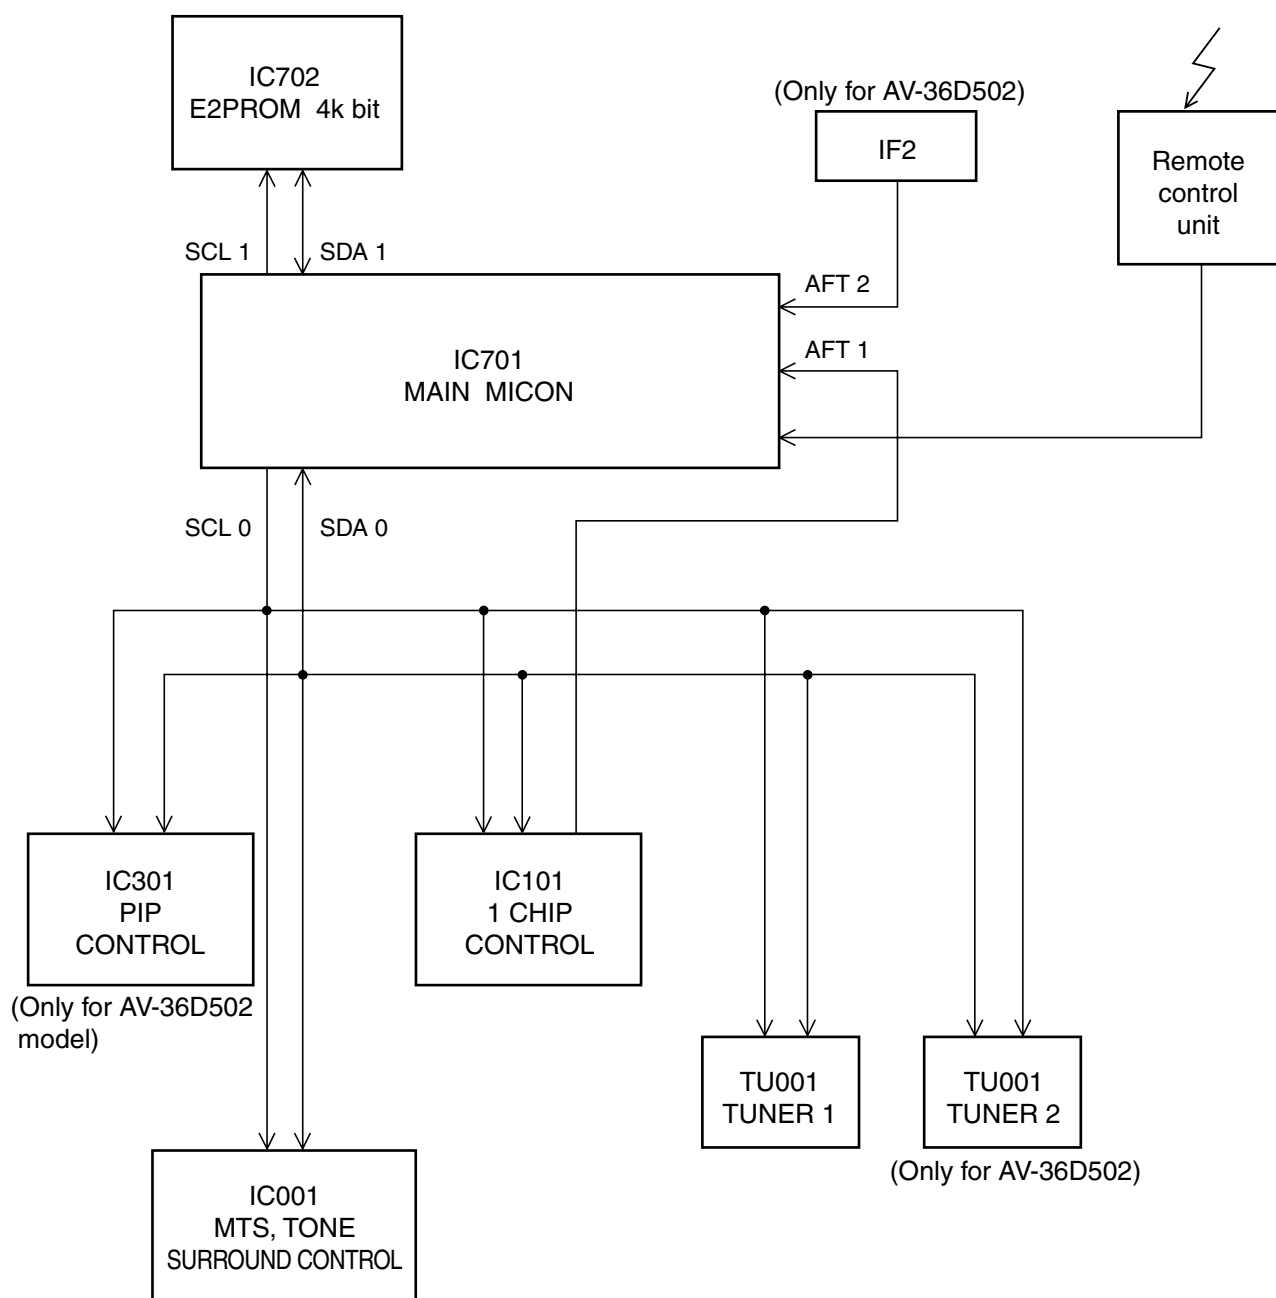 IC702
E2PROM  4k bit
(Only for AV-36D502)
IF2
Remote
control
unit
SCL 1
SDA 1
AFT 2
AFT 1
IC701
MAIN  MICON
SCL 0
SDA 0
IC301
PIP
CONTROL
(Only for AV-36D502
model)
IC101
1 CHIP
CONTROL
TU001
TUNER 1
TU001
TUNER 2
(Only for AV-36D502)
IC001
MTS, TONE
SURROUND CONTROL